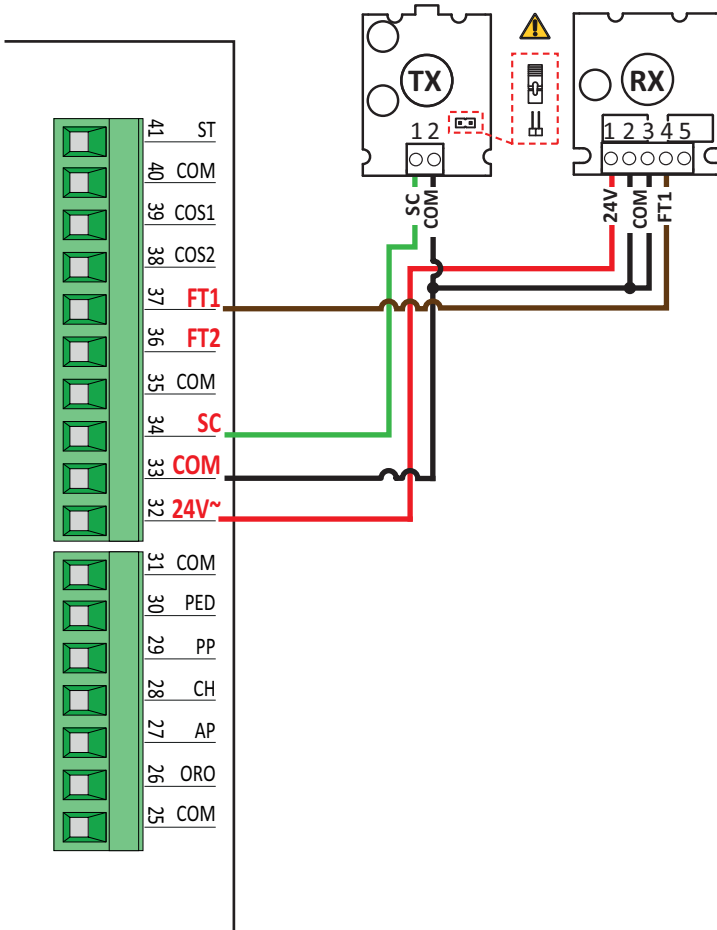 TX
RX
1 2
1 2 3 4 5
SC
COM
24V
COM
FT1
41 ST
40 COM
39 COS1
38 COS2
37 FT1
36 FT2
35 COM
34 SC
33 COM
32 24V~
31 COM
30 PED
29 PP
28 CH
27 AP
26 ORO
25 COM